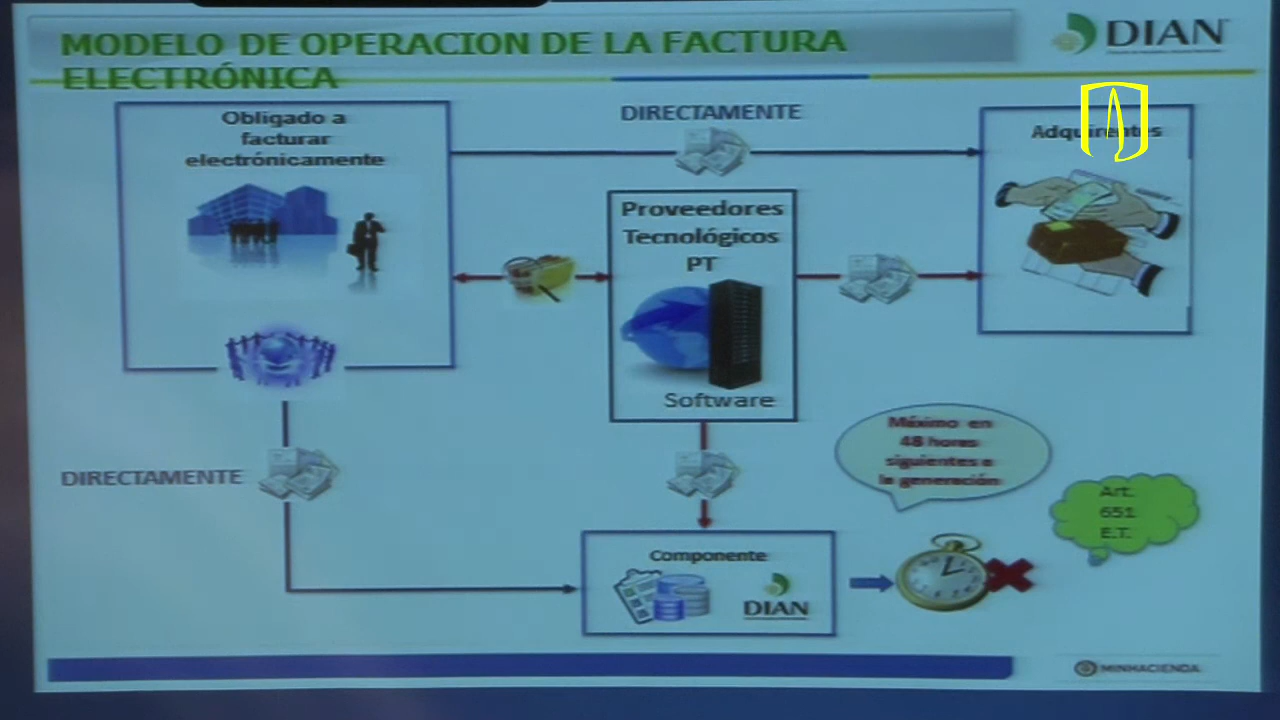 MODELO DE OPERACION DE LA FACTURA
ELECTRÓNICA
DIAN
Obligado a
facturar
electrónicamente
DIRECTAMENTE
Adquirentes
Proveedores
Tecnológicos
PT
Software
DIRECTAMENTE
Máximo en
48 horas
siguientes a
la generación
Art.
651
E.T.
Componente
DIAN
MINHACIENDA